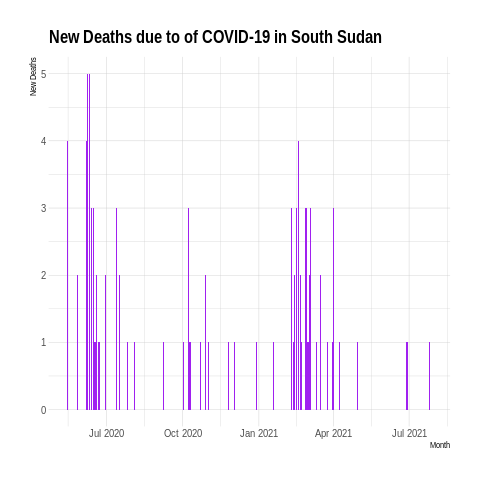 New Deaths due to of COVID-19 in South Sudan
New Deaths
5
4
3
2
1
0
Jul 2020 Oct 2020 Jan 2021 Apr 2021 Jul 2021
Month